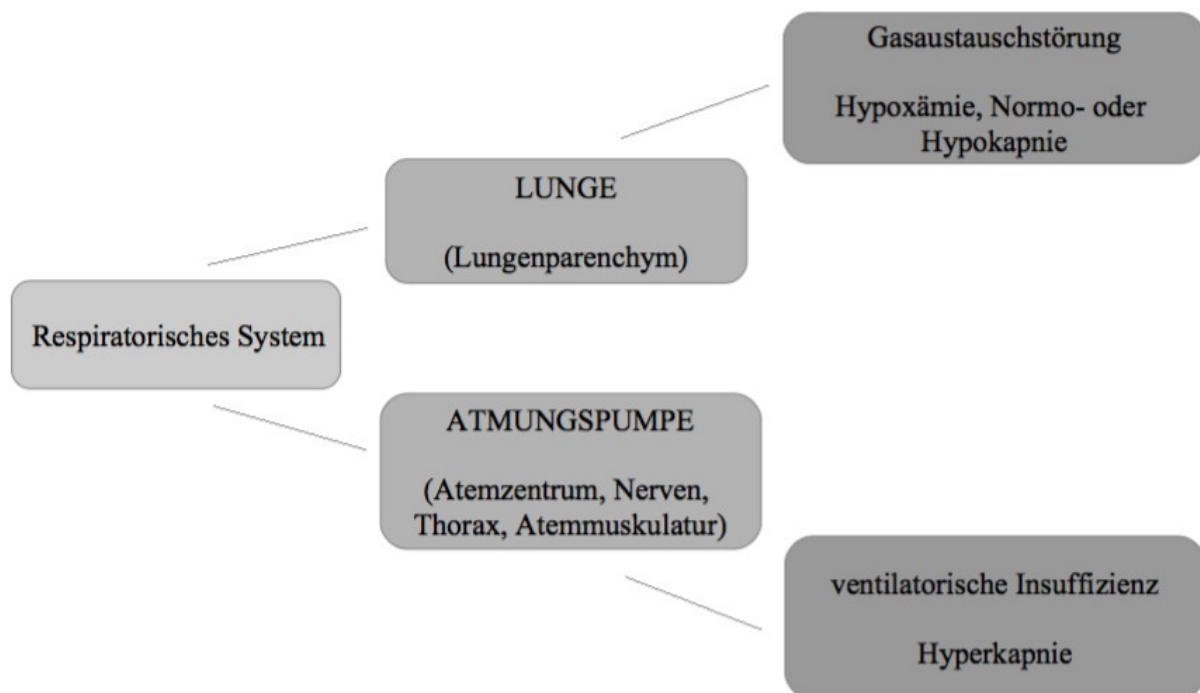 Respiratorisches System
LUNGE
(Lungenparenchym)
Gasaustauschstörung
Hypoxämie, Normo- oder
Hypokapnie
ATMUNGSPUMPE
(Atemzentrum, Nerven,
Thorax, Atemmuskulatur)
ventilatorische Insuffizienz
Hyperkapnie